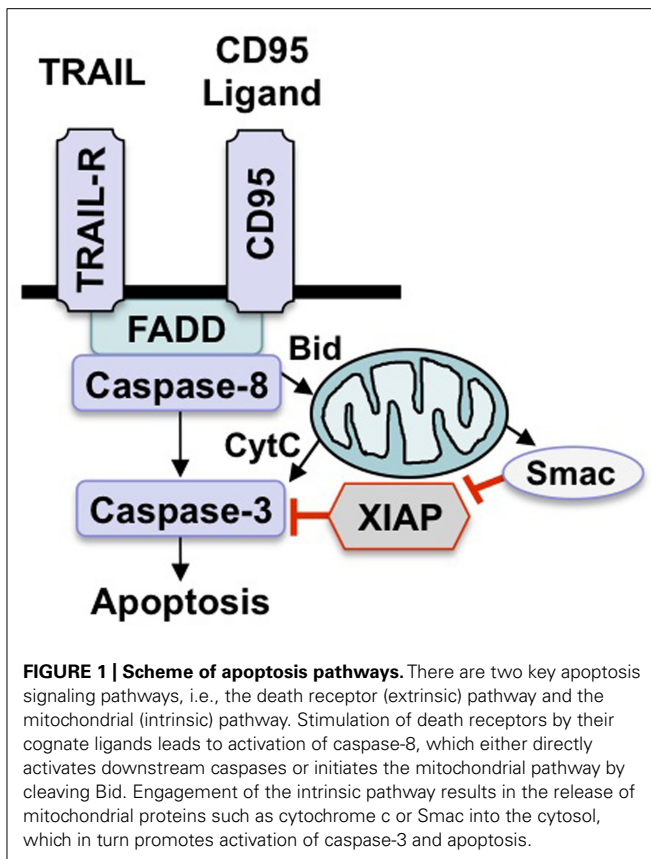 TRAIL
CD95
Ligand
TRAIL-R
CD95
FADD
Bid
Caspase-8
CytC
Smac
Caspase-3
XIAP
Apoptosis
FIGURE 1 | Scheme of apoptosis pathways. There are two key apoptosis
signaling pathways, i.e., the death receptor (extrinsic) pathway and the
mitochondrial (intrinsic) pathway. Stimulation of death receptors by their
cognate ligands leads to activation of caspase-8, which either directly
activates downstream caspases or initiates the mitochondrial pathway by
cleaving Bid. Engagement of the intrinsic pathway results in the release of
mitochondrial proteins such as cytochrome c or Smac into the cytosol,
which in turn promotes activation of caspase-3 and apoptosis.